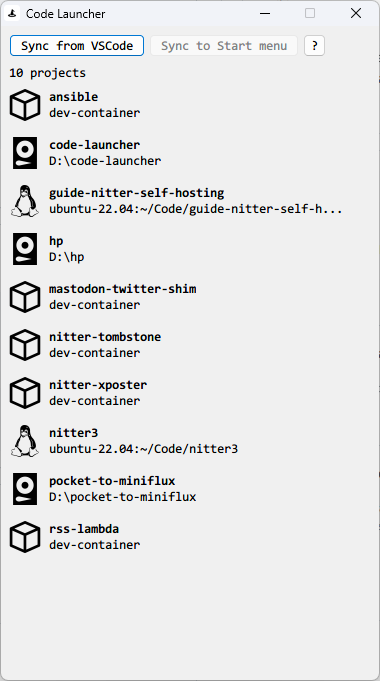 Code Launcher
Sync from VSCode Sync to Start menu ?
10 projects
ansible
dev-container
code-launcher
D:\code-launcher
guide-nitter-self-hosting
ubuntu-22.04:~/Code/guide-nitter-self-h...
hp
D:\hp
mastodon-twitter-shim
dev-container
nitter-tombstone
dev-container
nitter-xposter
dev-container
nitter3
ubuntu-22.04:~/Code/nitter3
pocket-to-miniflux
D:\pocket-to-miniflux
rss-lambda
dev-container